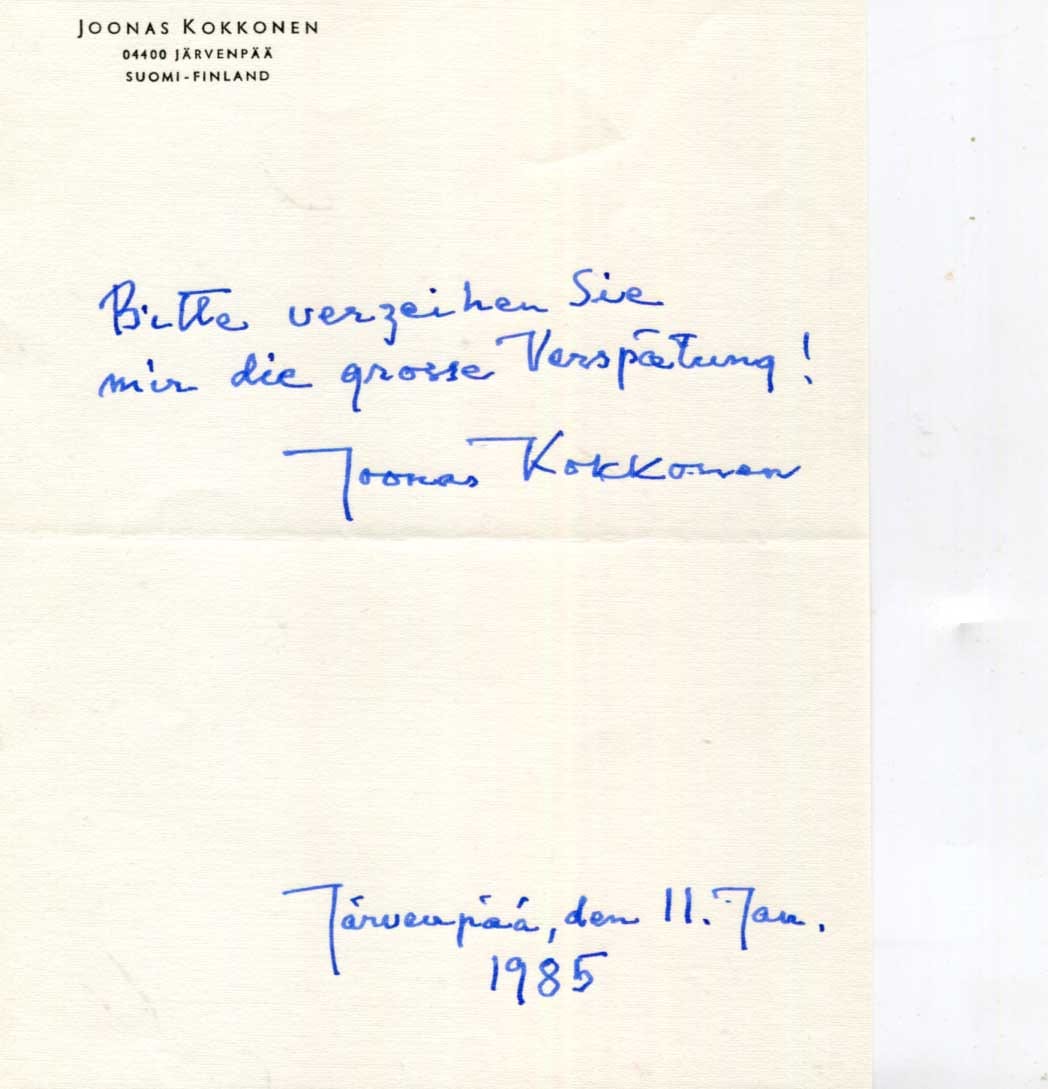 JOONAS KOKKONEN
04400 JÄRVENPÄÄ
SUOMI-FINLAND
Bitte verzeihen Sie
mir die grosse Verspätung!
Joonas Kokkonen
Järvenpää, den 11. Jan.
1985